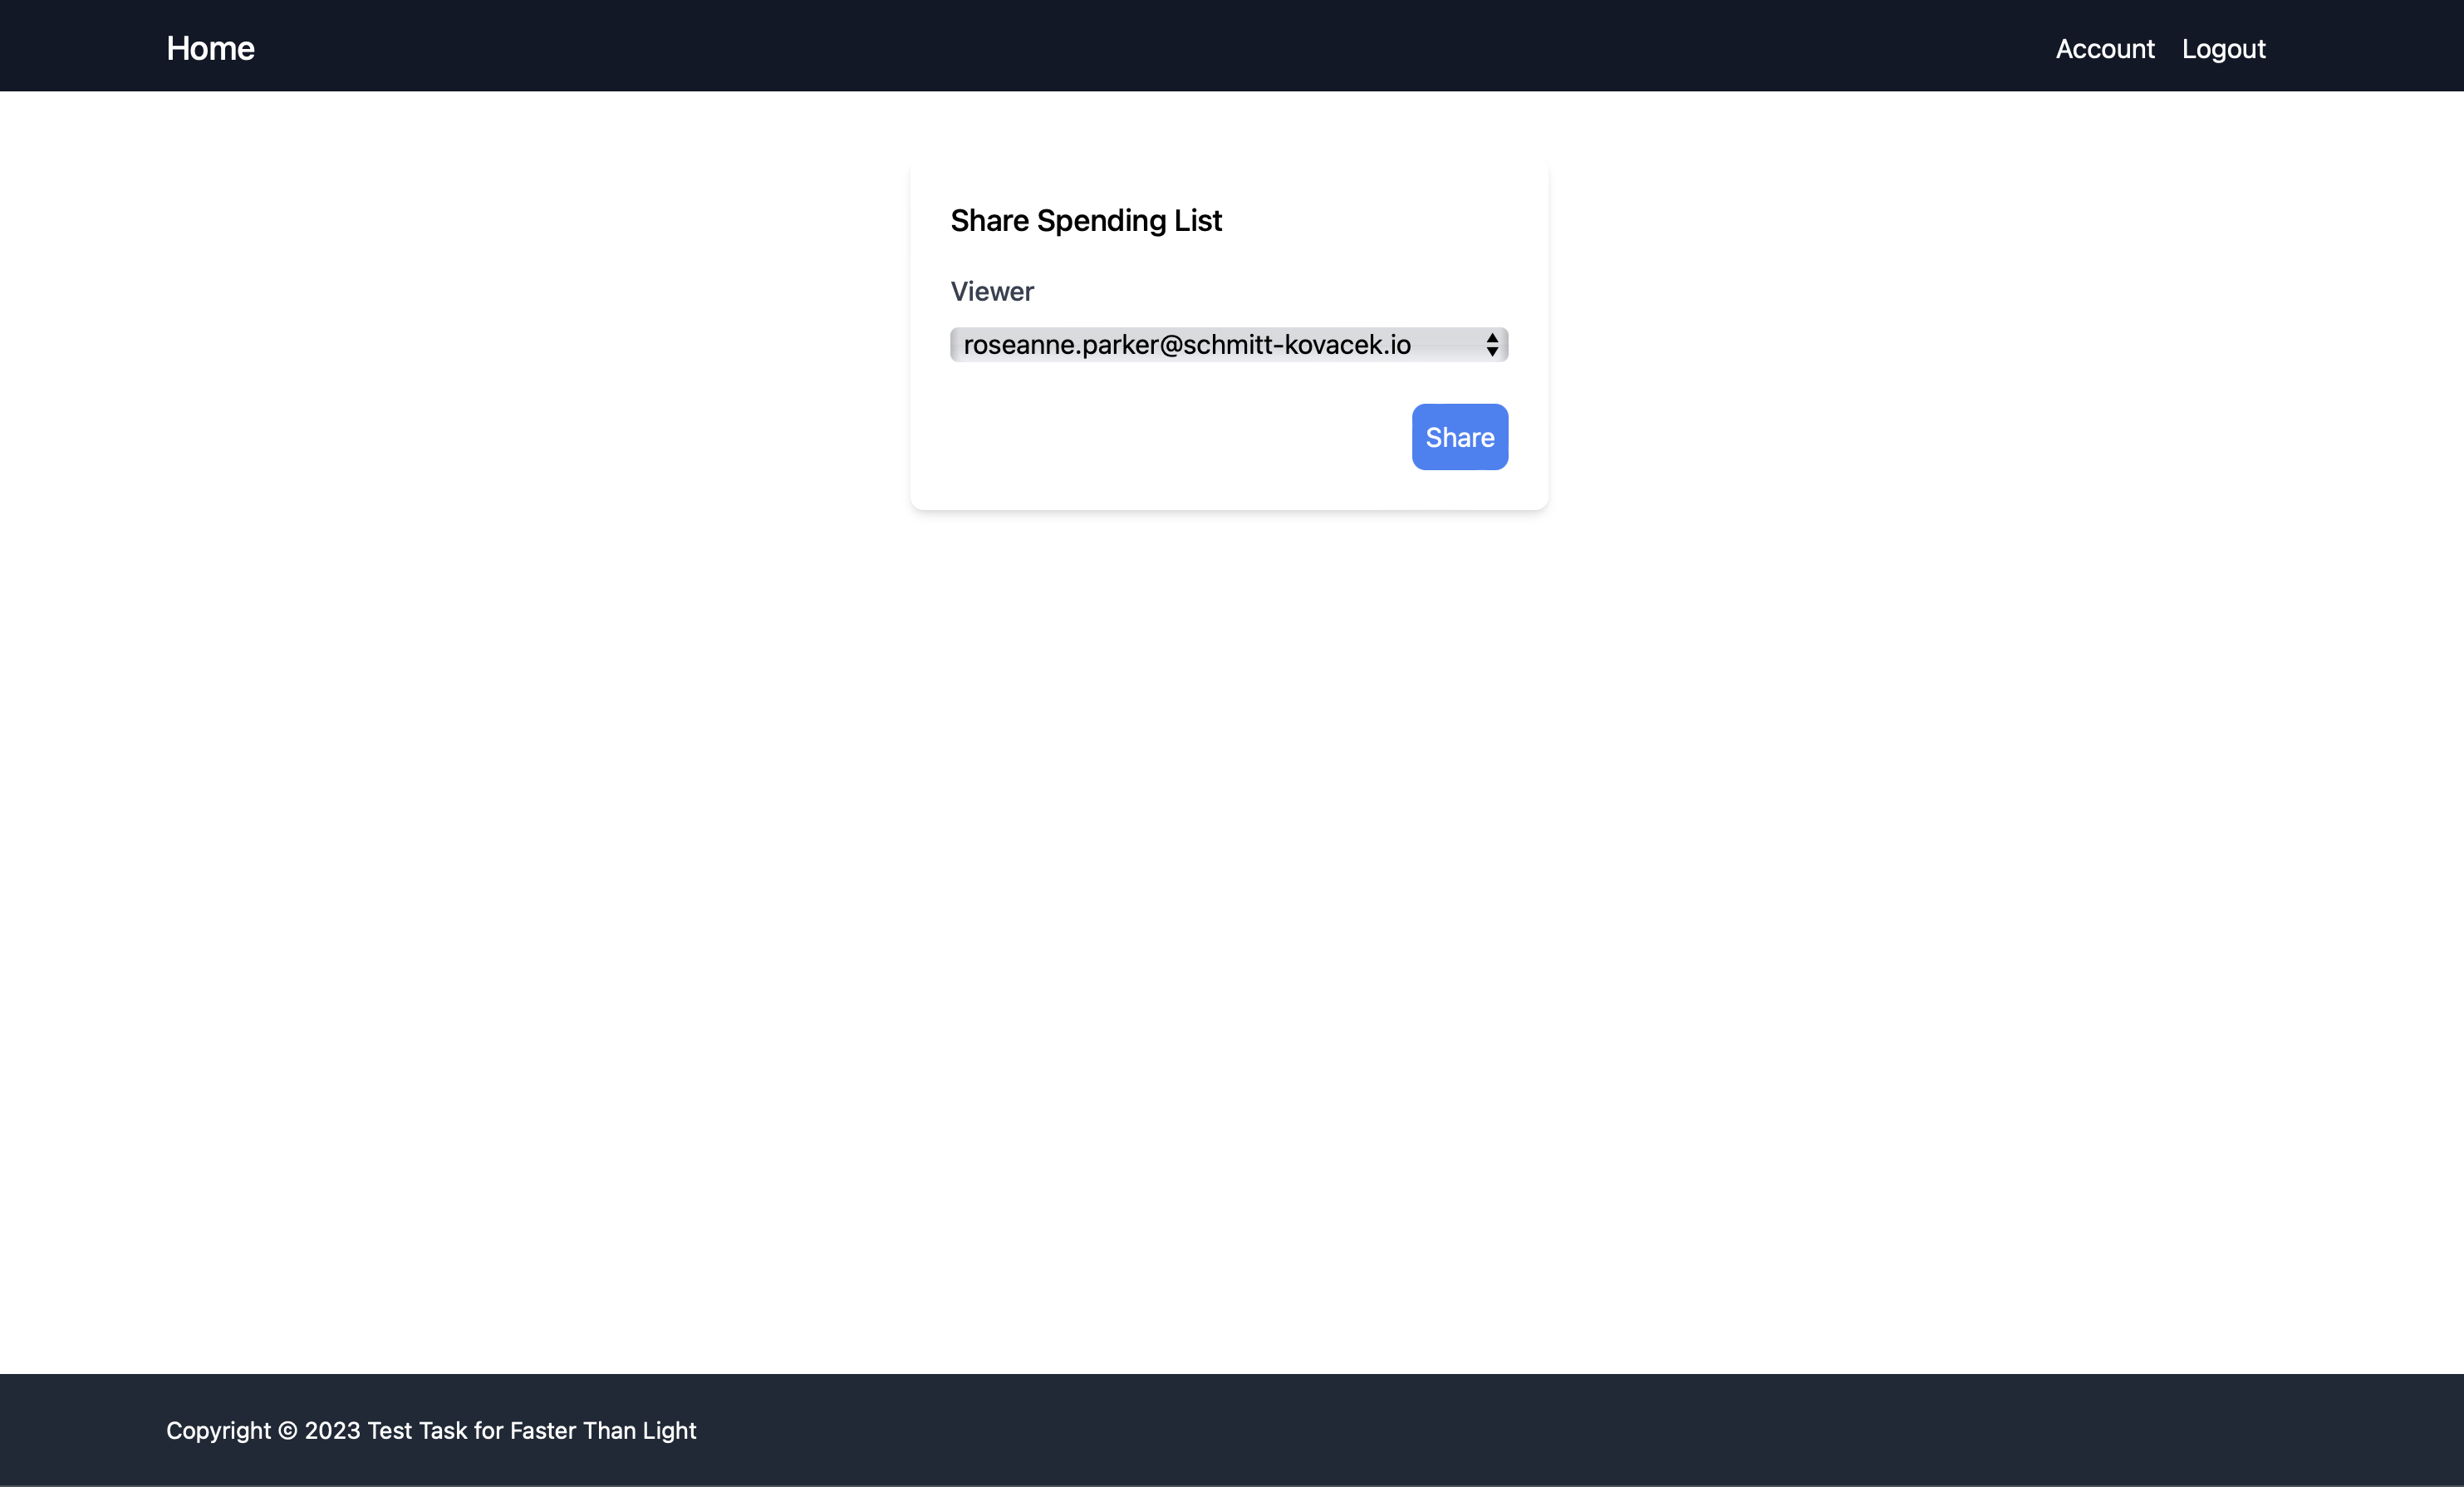 Home
Account Logout
Share Spending List
Viewer
roseanne.parker@schmitt-kovacek.io
Share
Copyright © 2023 Test Task for Faster Than Light